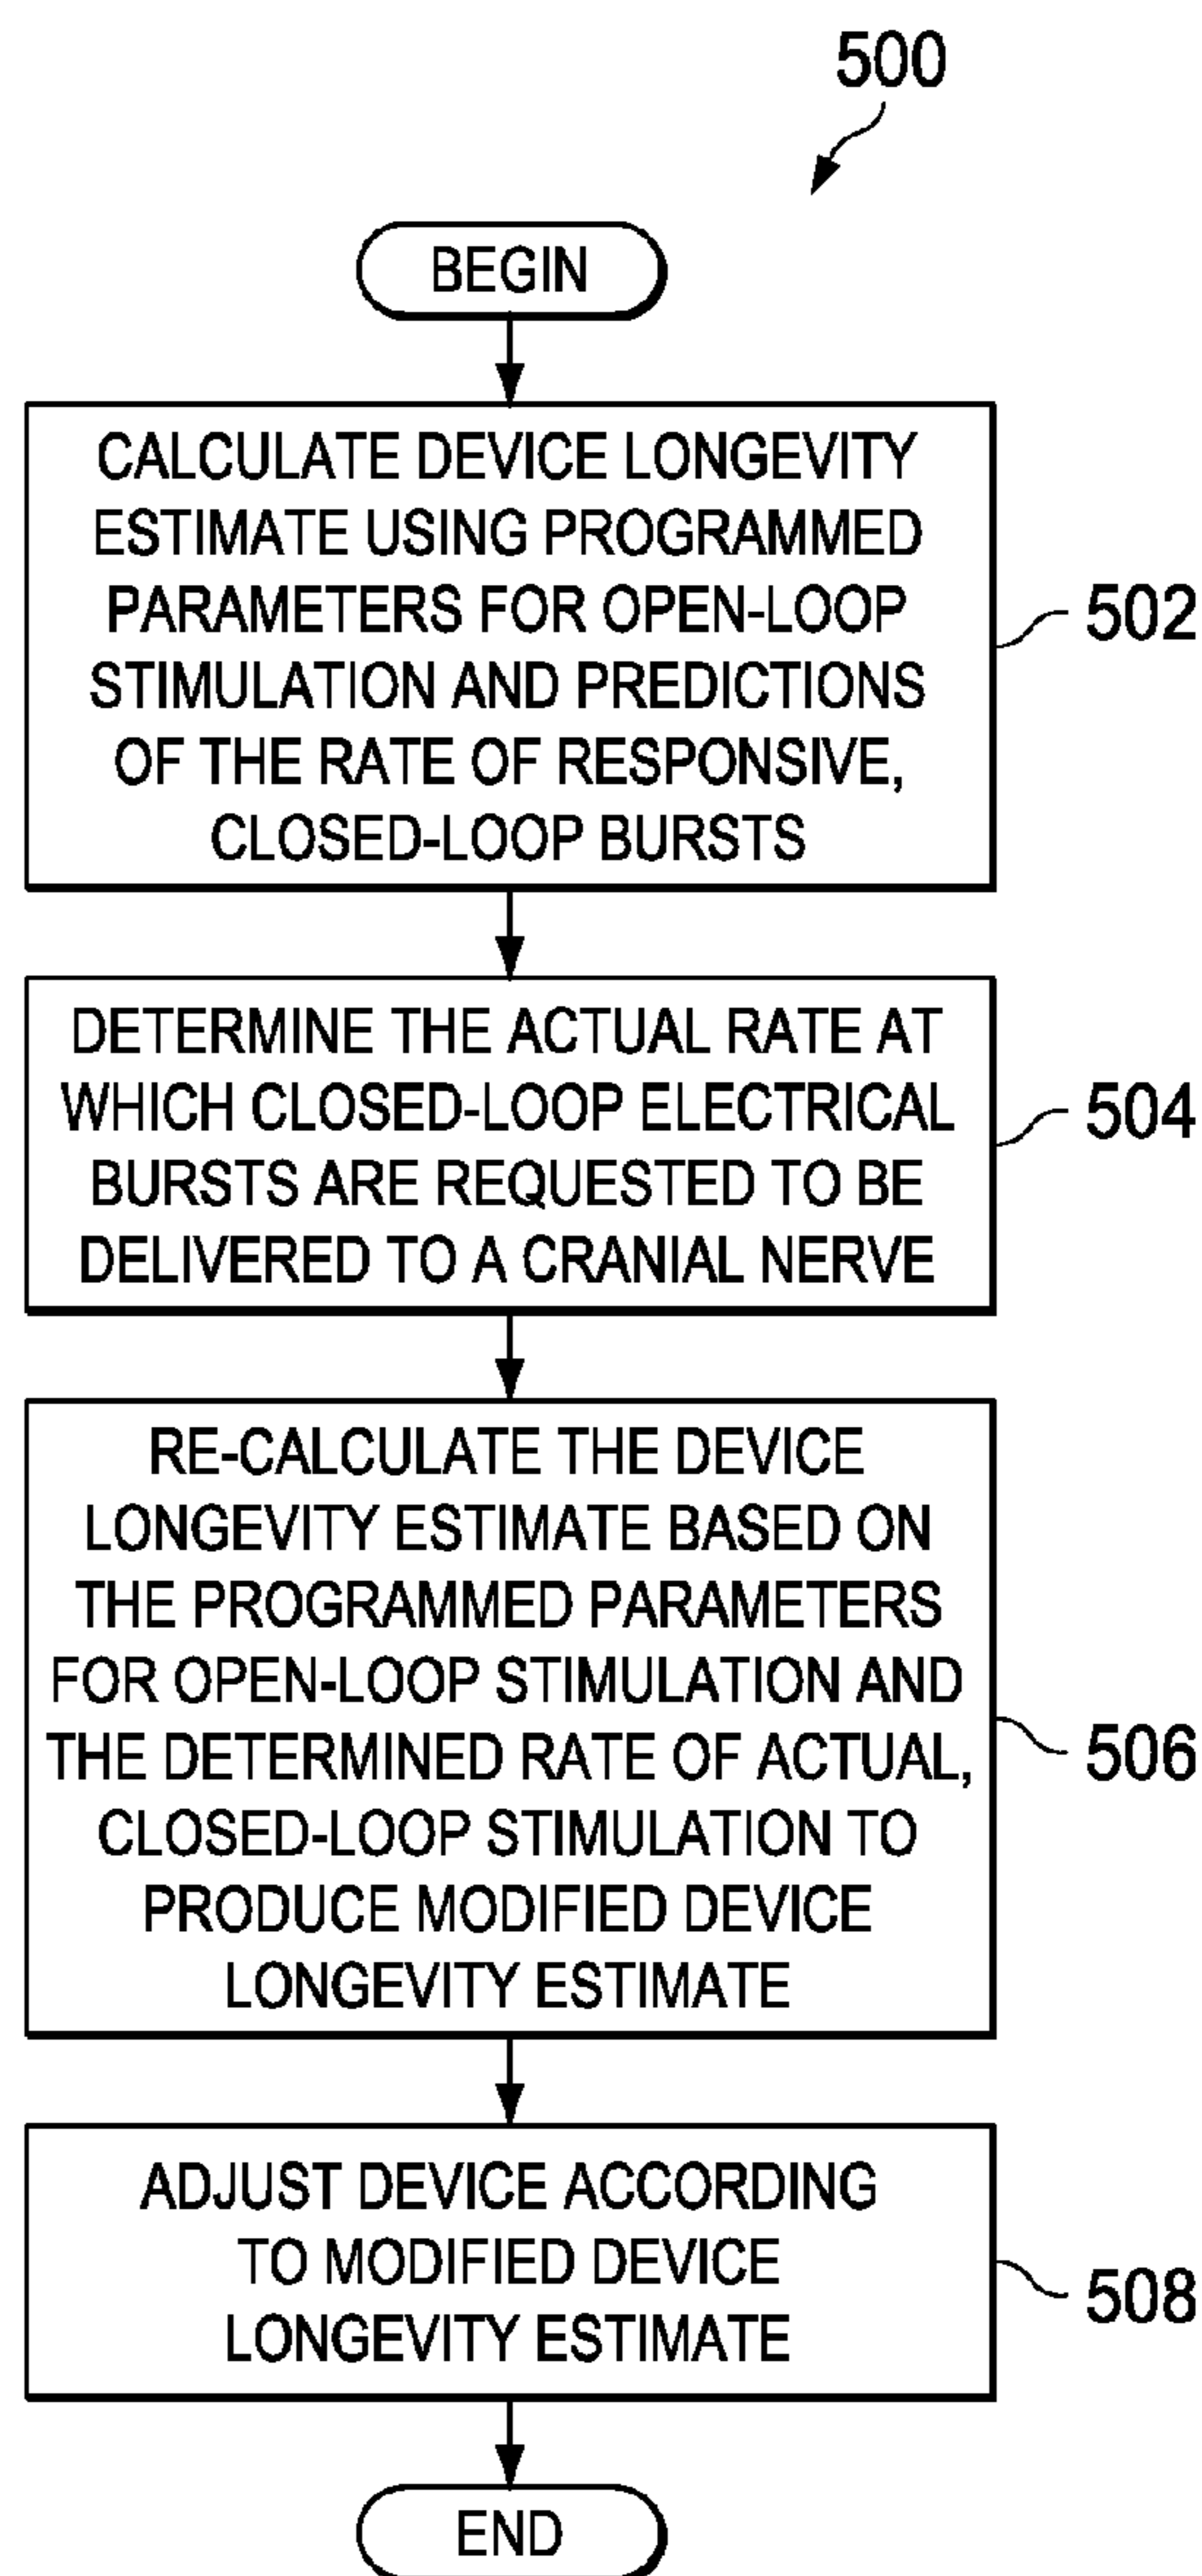 500
BEGIN
CALCULATE DEVICE LONGEVITY
ESTIMATE USING PROGRAMMED
PARAMETERS FOR OPEN-LOOP
STIMULATION AND PREDICTIONS
OF THE RATE OF RESPONSIVE,
CLOSED-LOOP BURSTS
502
DETERMINE THE ACTUAL RATE AT
WHICH CLOSED-LOOP ELECTRICAL
BURSTS ARE REQUESTED TO BE
DELIVERED TO A CRANIAL NERVE
504
RE-CALCULATE THE DEVICE
LONGEVITY ESTIMATE BASED ON
THE PROGRAMMED PARAMETERS
FOR OPEN-LOOP STIMULATION AND
THE DETERMINED RATE OF ACTUAL,
CLOSED-LOOP STIMULATION TO
PRODUCE MODIFIED DEVICE
LONGEVITY ESTIMATE
506
ADJUST DEVICE ACCORDING
TO MODIFIED DEVICE
LONGEVITY ESTIMATE
508
END